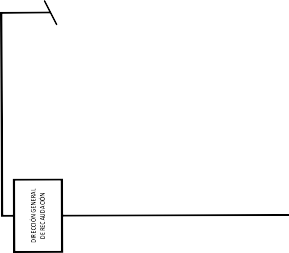 DIRECCION GENERAL
DE RECAUDACION